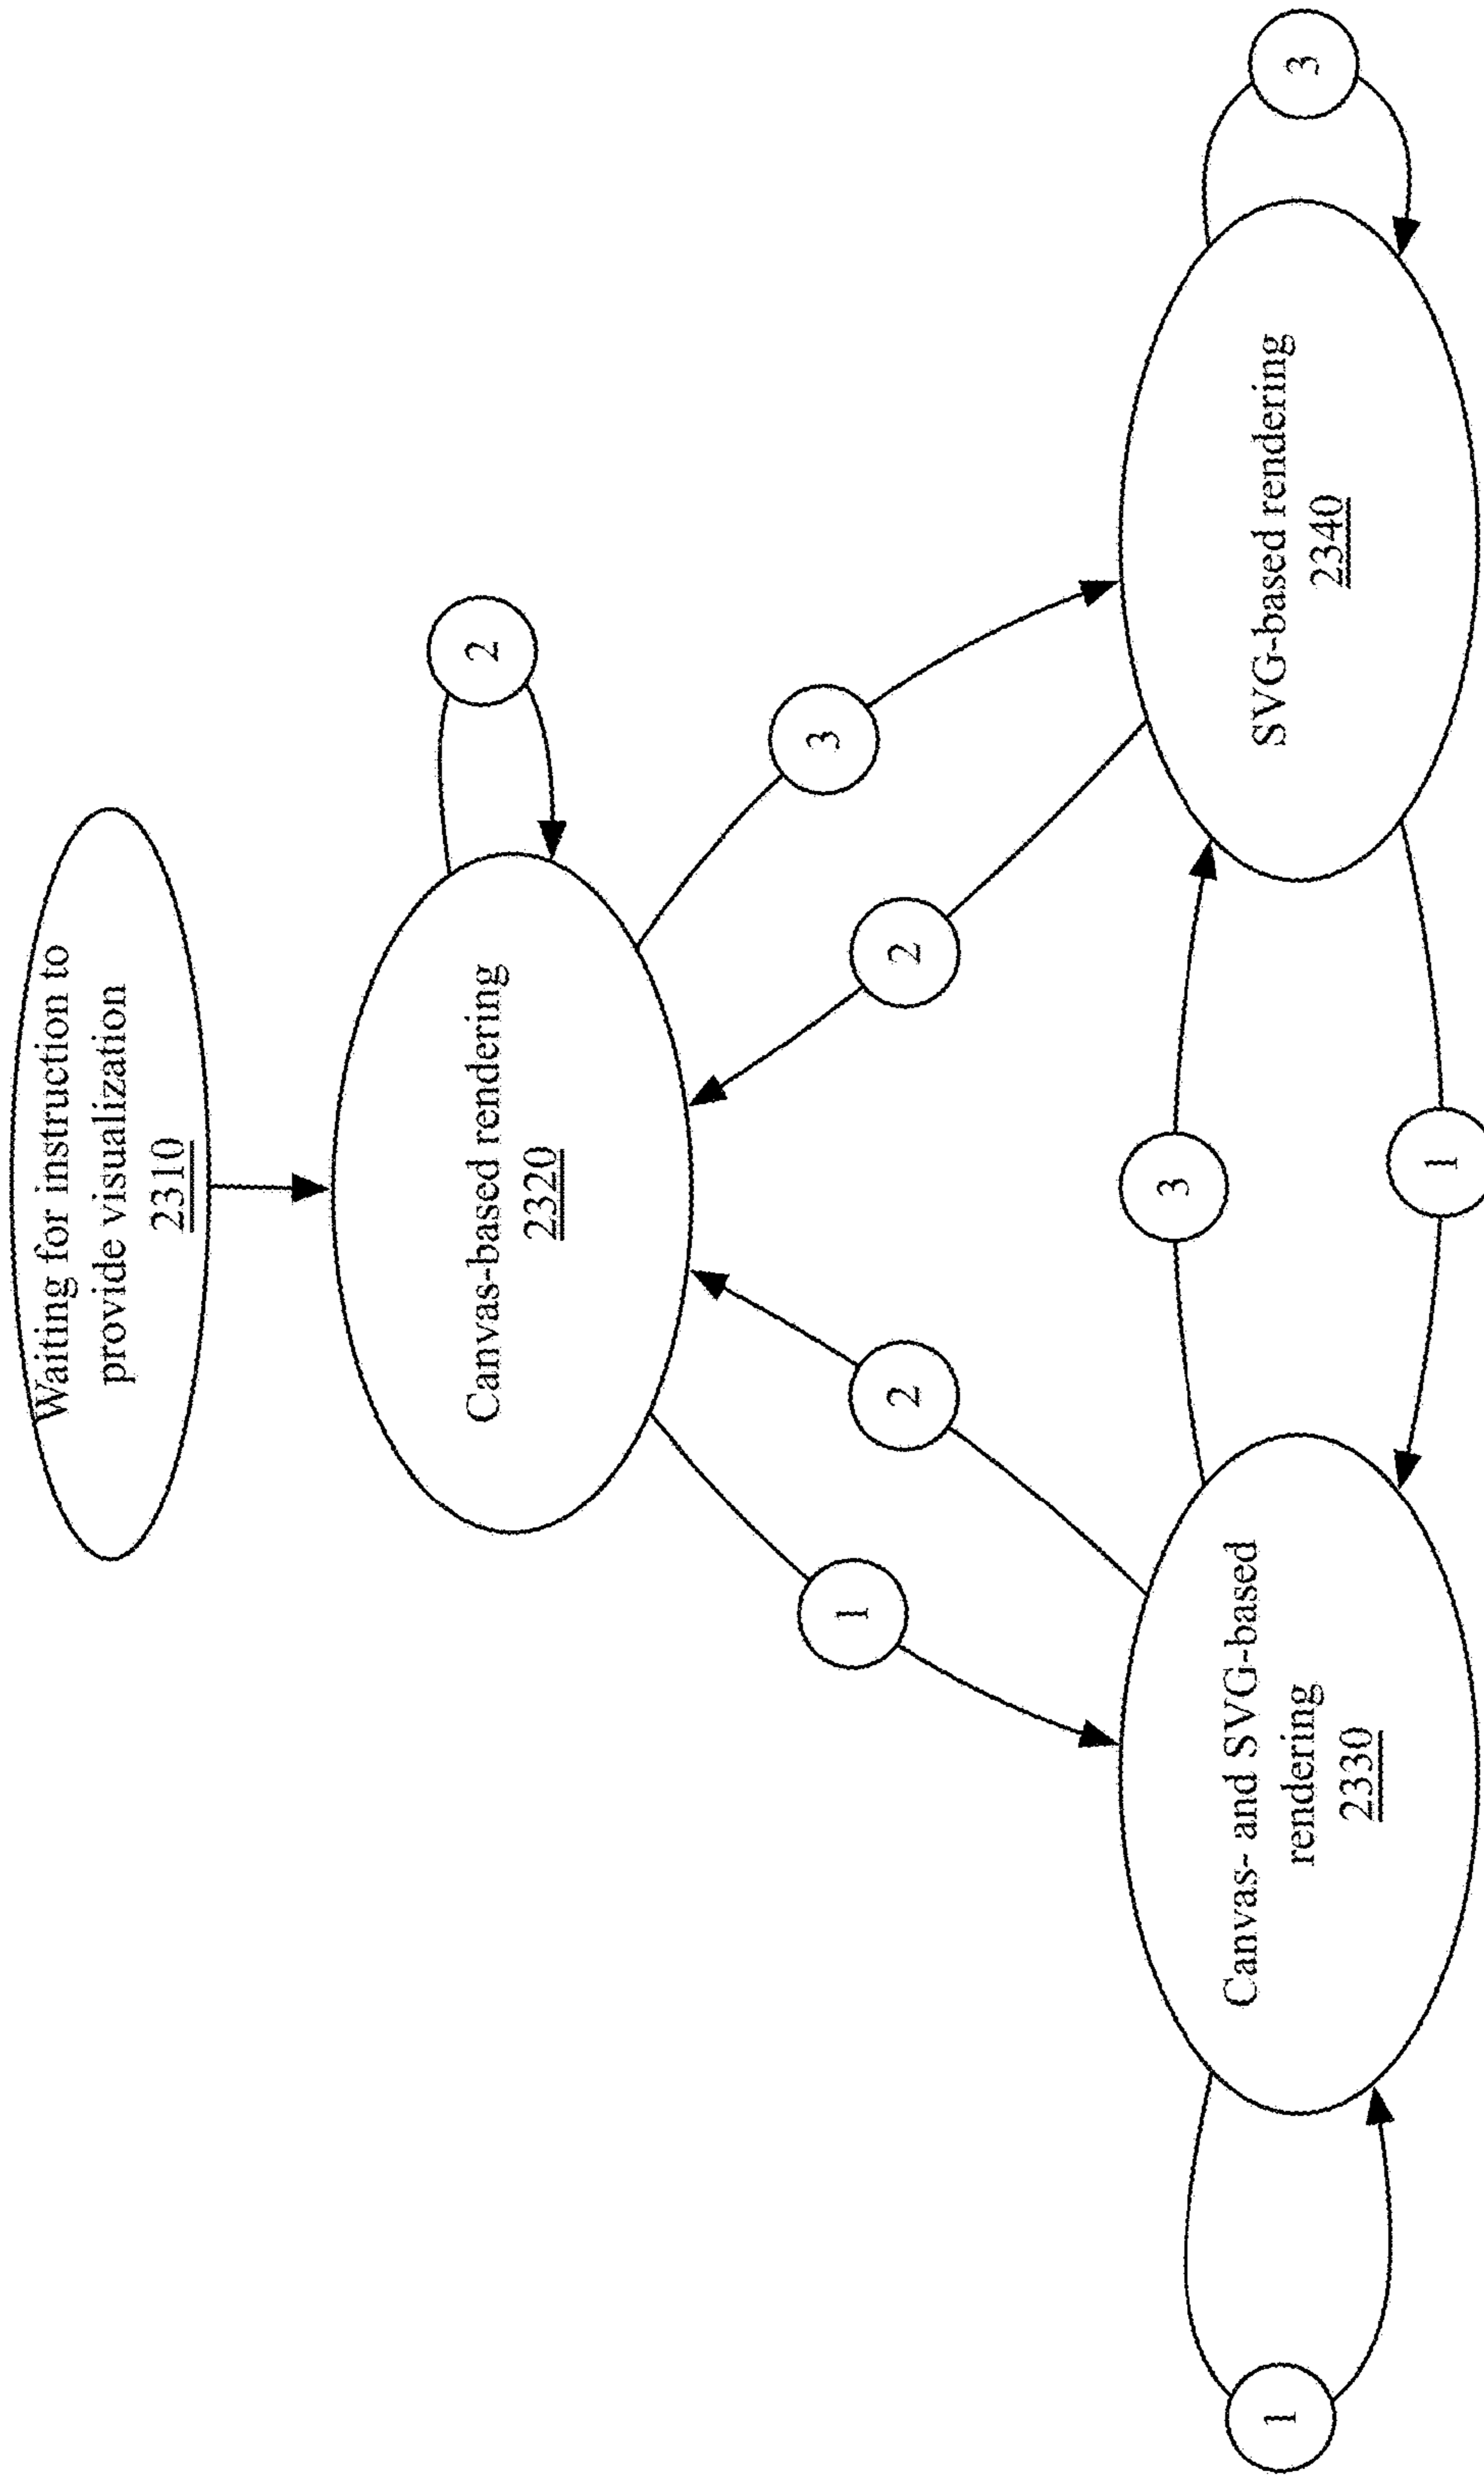 Waiting for instruction to
provide visualization
2310
Canvas-based rendering
2320
2
1
2
2
3
Canvas- and SVG-based
rendering
2330
1
3
1
SVG-based rendering
2340
3